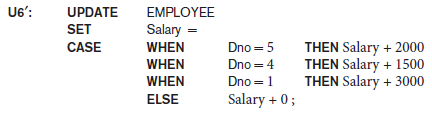 U6′: UPDATE EMPLOYEE
SET Salary =
CASE WHEN Dno = 5 THEN Salary + 2000
WHEN Dno = 4 THEN Salary + 1500
WHEN Dno = 1 THEN Salary + 3000
ELSE Salary + 0 ;